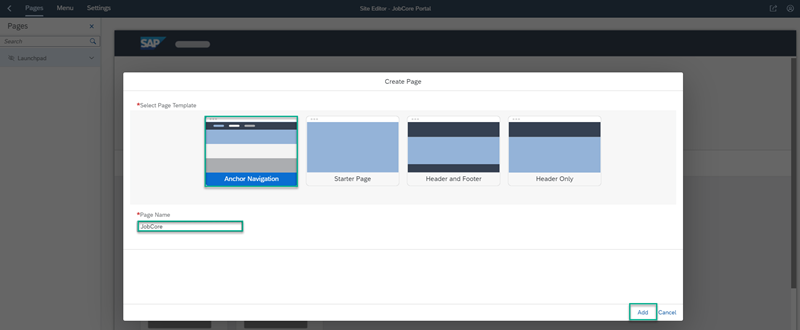 Pages Menu Settings Site Editor - JobCore Portal
Pages
Search
SAP
Launchpad
Create Page
*Select Page Template
Anchor Navigation Starter Page Header and Footer Header Only
*Page Name
JobCore
Add Cancel